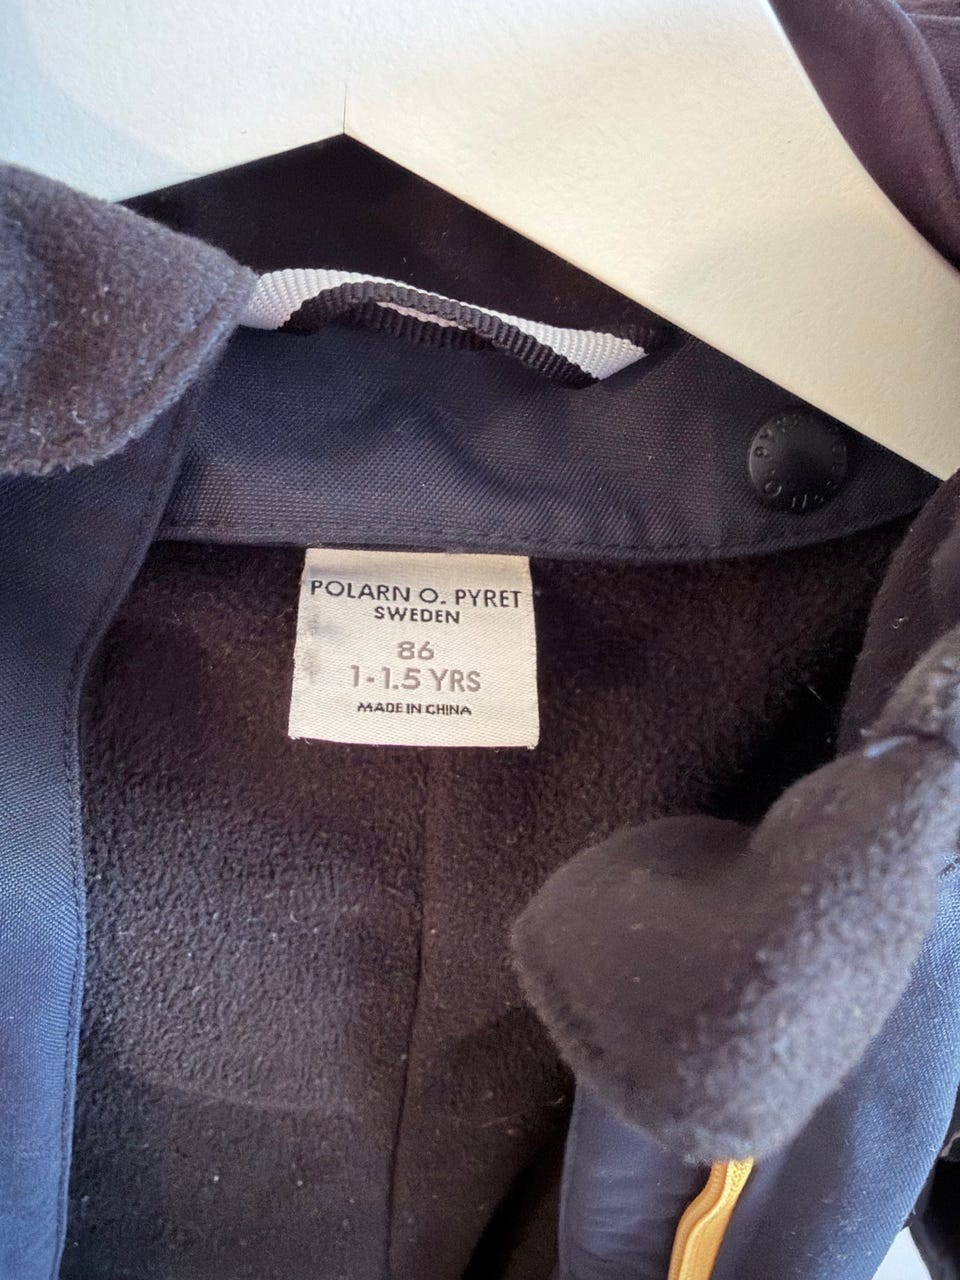 POLARN O. PYRET
SWEDEN
86
1-1.5 YRS
MADE IN CHINA